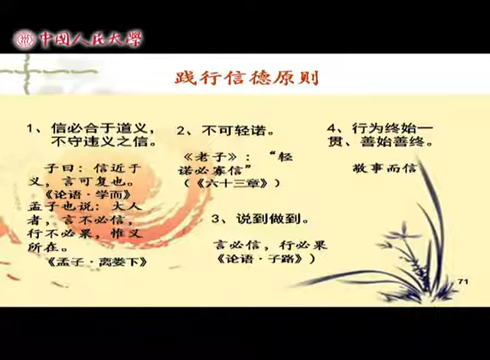 中国人民大学
践行信德原则
1、信必合于道义，
不守违义之信。
子曰：信近于
义，言可复也。
《论语·学而》
孟子也说：大人
者，言不必信，
行不必果，惟义
所在。
《孟子·离娄下》
2、不可轻诺。
《老子》：“轻
诺必寡信”
（《六十三章》）
3、说到做到。
言必信，行必果
《论语·子路》）
4、行为终始一
贯、善始善终。
敬事而信
71